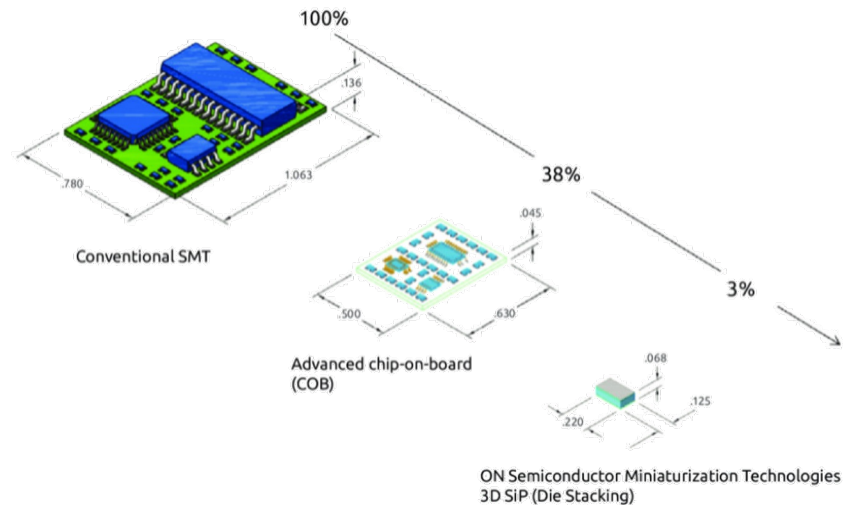 100%
.136
.780
1.063
Conventional SMT
38%
.045
.500
.630
Advanced chip-on-board
(COB)
3%
.068
.125
.220
ON Semiconductor Miniaturization Technologies
3D SiP (Die Stacking)